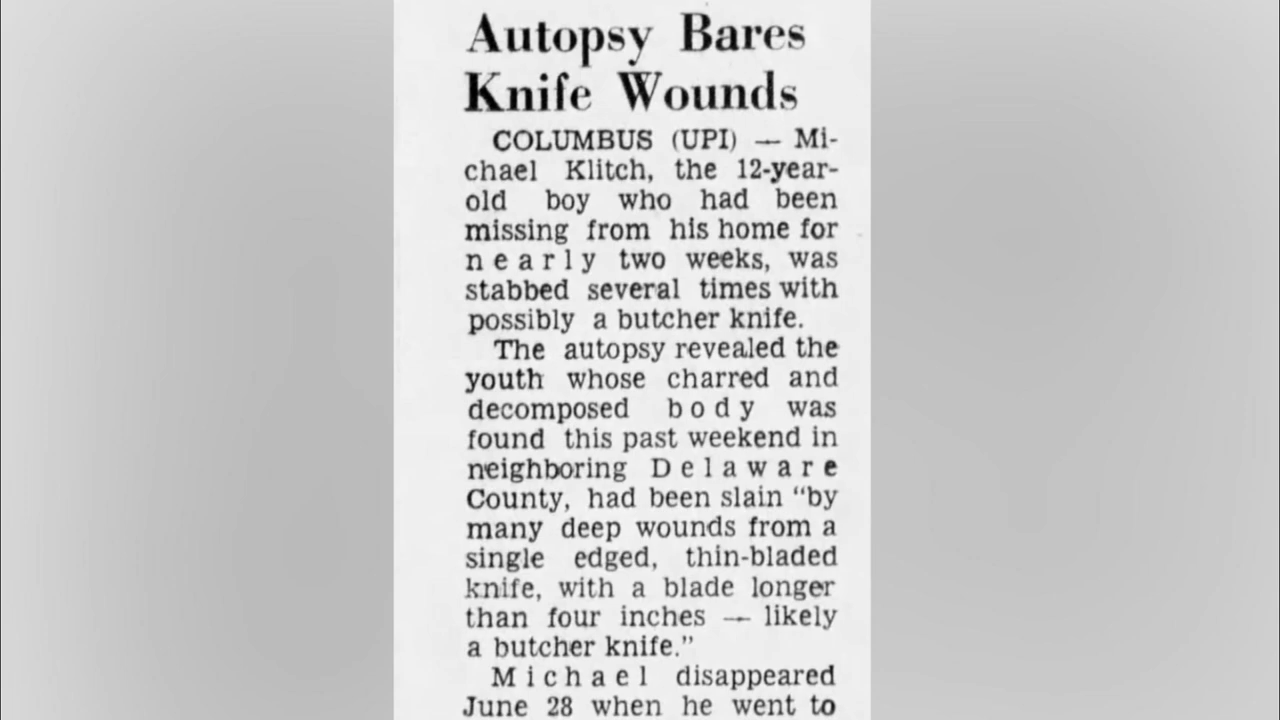 Autopsy Bares
Knife Wounds
COLUMBUS (UPI) — Mi-
chael Klitch, the 12-year-
old boy who had been
missing from his home for
nearly two weeks, was
stabbed several times with
possibly a butcher knife.
The autopsy revealed the
youth whose charred and
decomposed body was
found this past weekend in
neighboring Delaware
County, had been slain “by
many deep wounds from a
single edged, thin-bladed
knife, with a blade longer
than four inches — likely
a butcher knife.”
Michael disappeared
June 28 when he went to